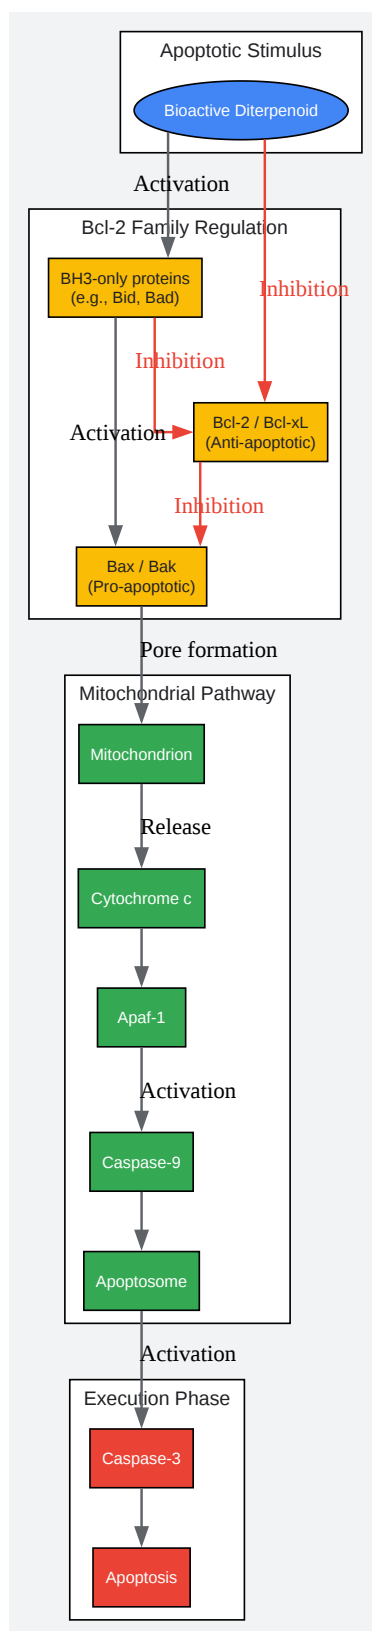 Apoptotic Stimulus
Bioactive Diterpenoid
Activation
Bcl-2 Family Regulation
BH3-only proteins
(e.g., Bid, Bad)
Inhibition
Inhibition
Bcl-2 / Bcl-xL
(Anti-apoptotic)
Activation
Inhibition
Bax / Bak
(Pro-apoptotic)
Pore formation
Mitochondrial Pathway
Mitochondrion
Release
Cytochrome c
Apaf-1
Activation
Caspase-9
Apoptosome
Activation
Execution Phase
Caspase-3
Apoptosis